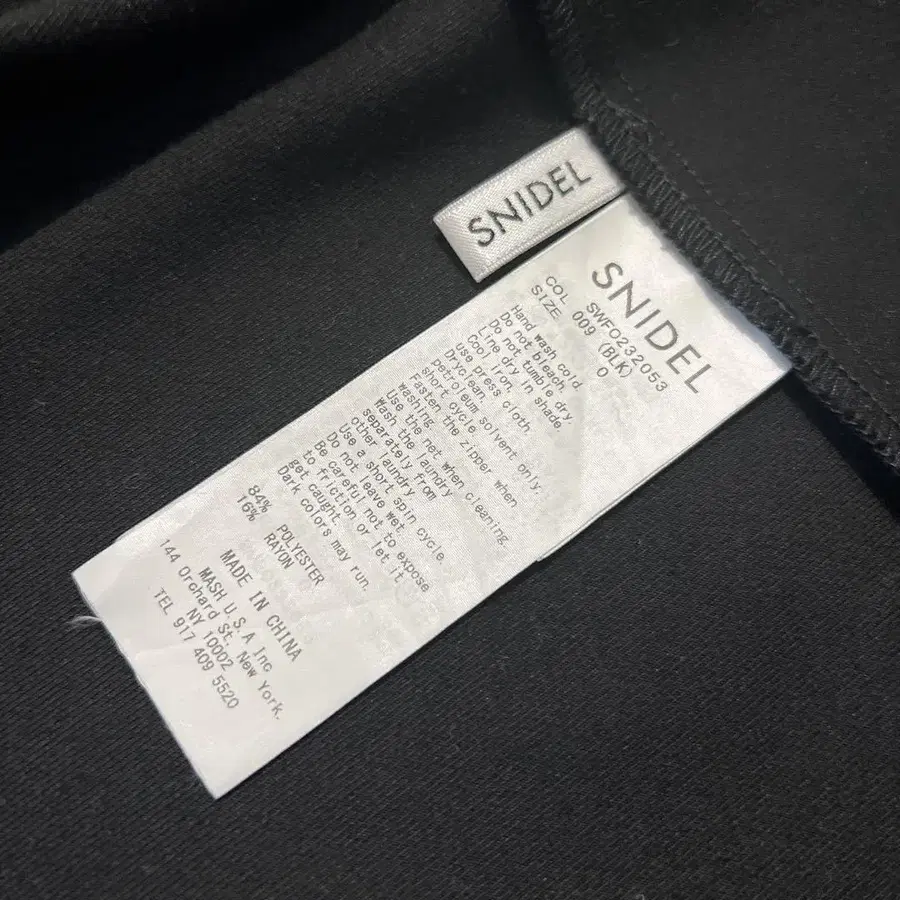 SNIDEL
SNIDEL
SWFO232053
COL 009 (BLK)
SIZE 0
Hand wash cold
Do not bleach.
Do not tumble dry.
Line dry in shade.
Cool Iron.
use press cloth
Dryclean.
petroleum solvent only.
short cycle
Fasten the zipper when
washing.
Use the net when cleaning
Wash the laundry
separately from
other laundry
Use a short spin cycle.
Do not leave wet
Be careful not to expose
to friction or let it
get caught.
Dark colors may run.
84% POLYESTER
16% RAYON
MADE IN CHINA
MASH U.S.A Inc
144 Orchard St, New York.
NY 10002
TEL 917 409 5520